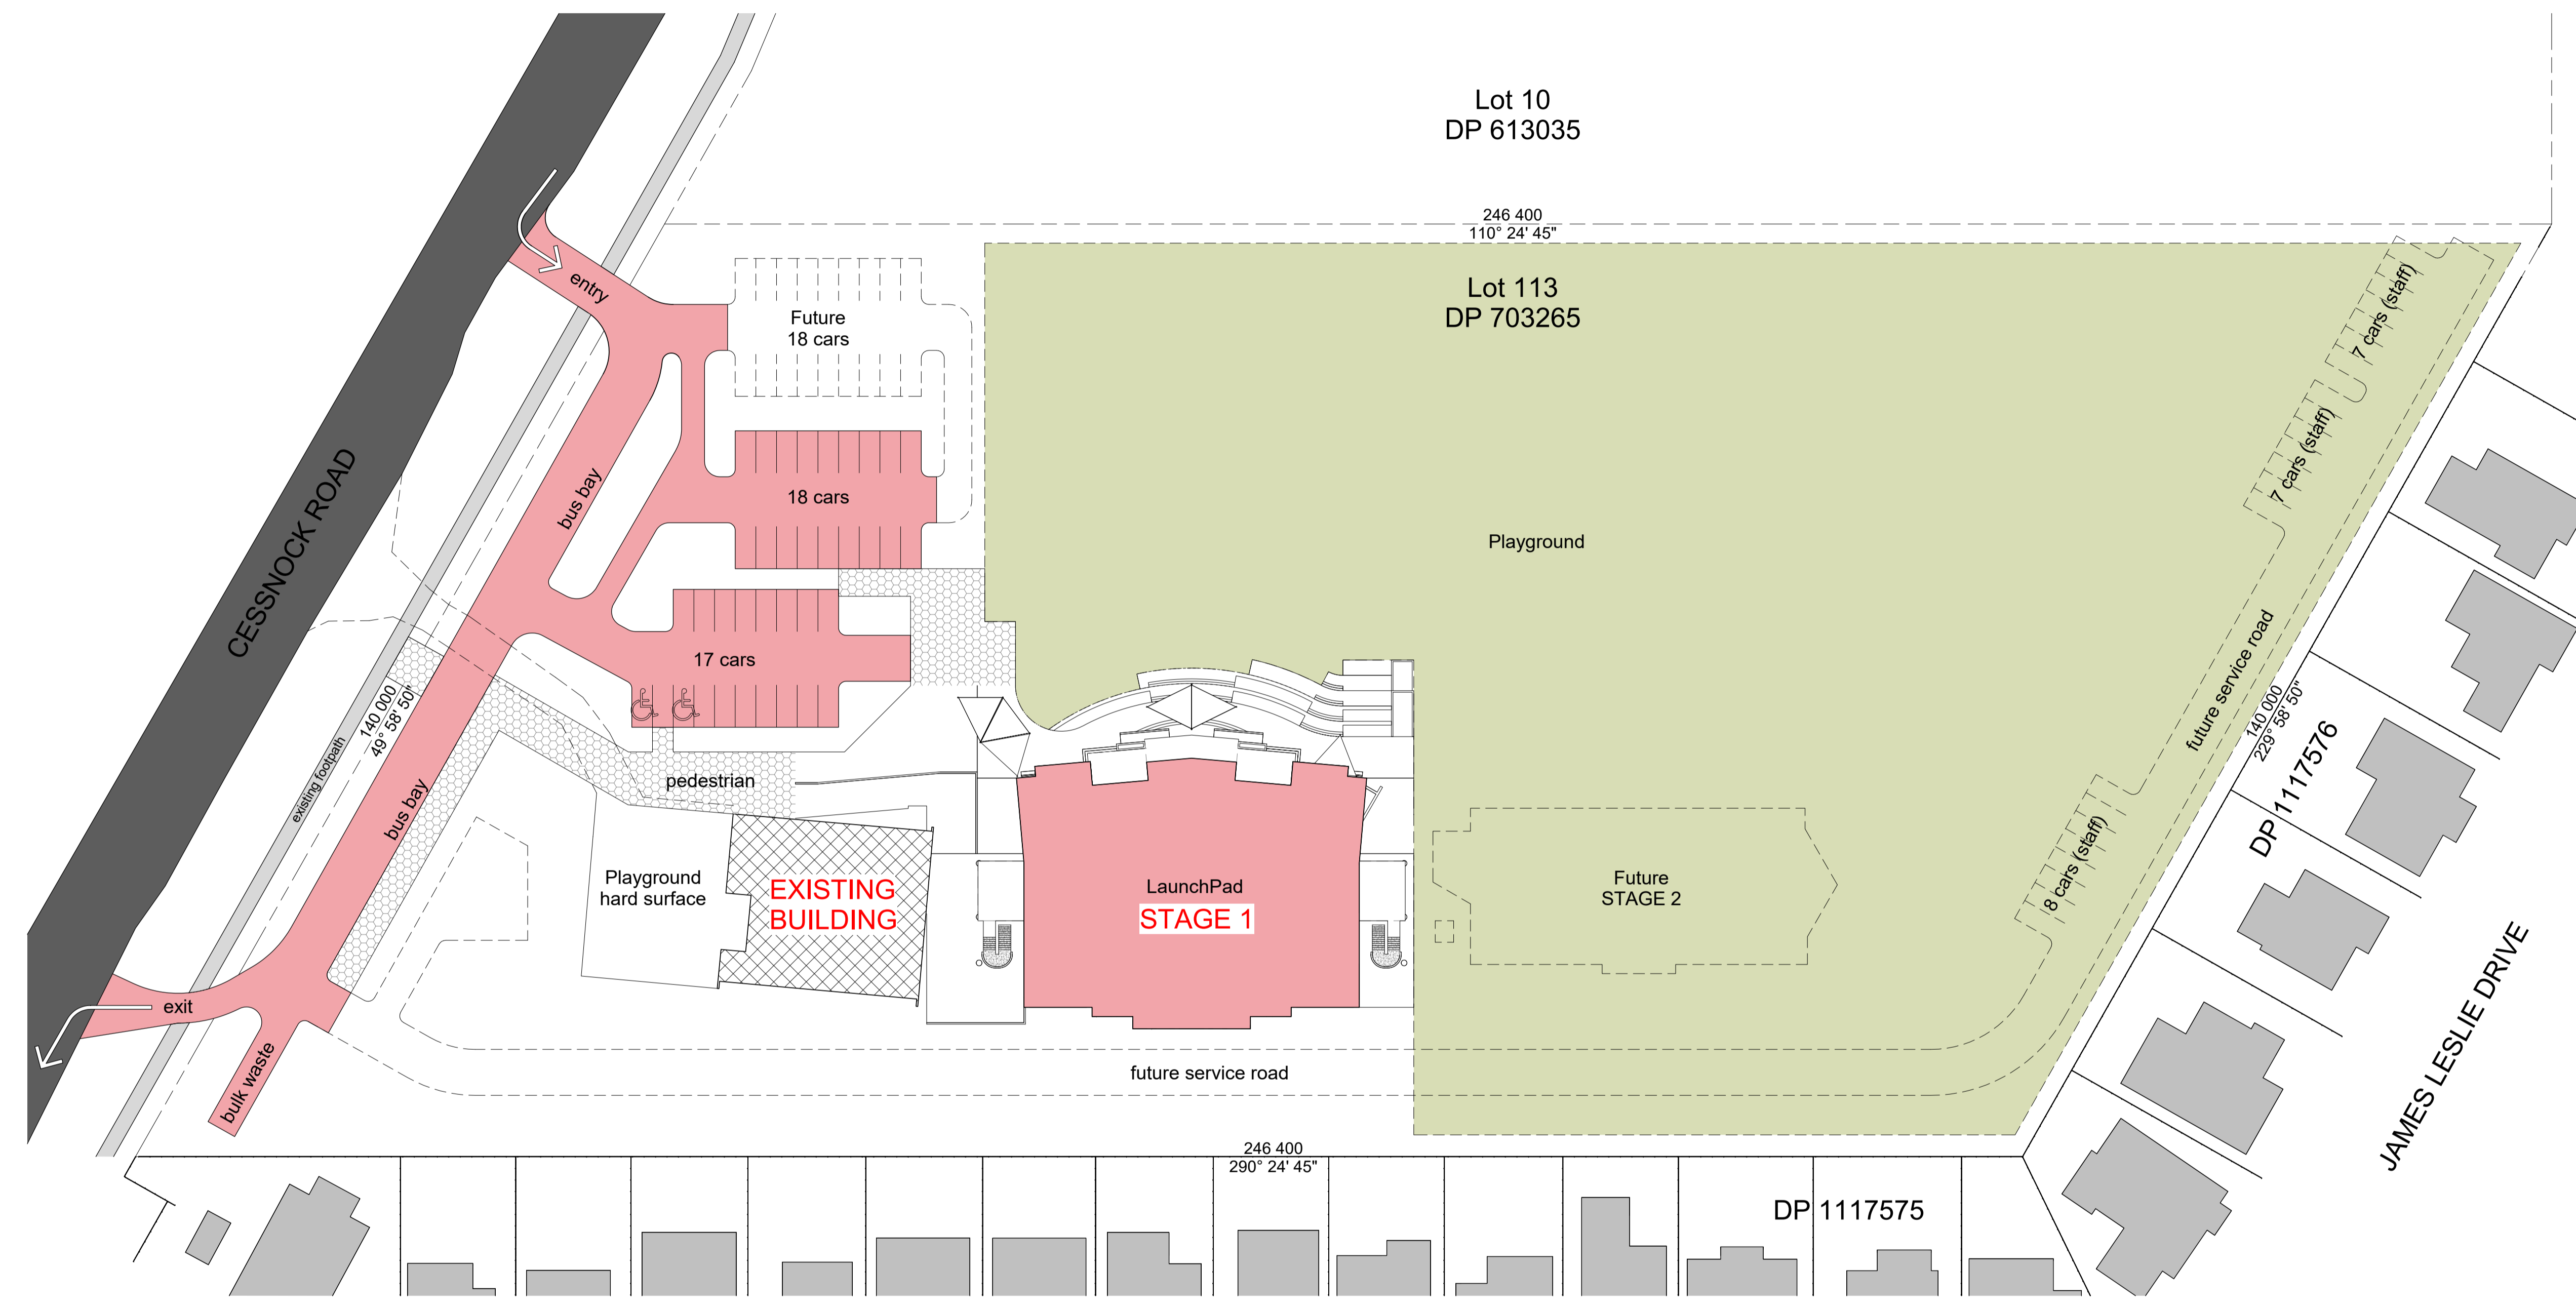 Lot 10
DP 613035
246 400
110° 24' 45"
entry
Future
18 cars
Lot 113
DP 703265
7 cars (staff)
7 cars (staff)
bus bay
18 cars
Playground
CESSNOCK ROAD
17 cars
future service road
140 000
229° 58' 50"
140 000
49° 58' 50"
existing footpath
bus bay
pedestrian
DP 1117576
8 cars (staff)
Playground
hard surface
EXISTING
BUILDING
LaunchPad
STAGE 1
Future
STAGE 2
exit
bulk waste
future service road
JAMES LESLIE DRIVE
246 400
290° 24' 45"
DP 1117575